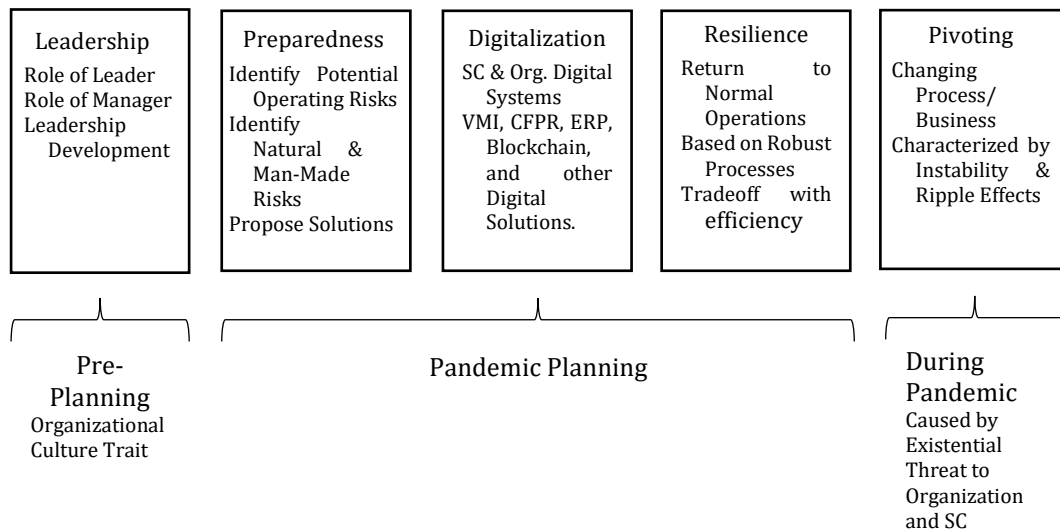 Leadership
Role of Leader
Role of Manager
Leadership
Development
Preparedness
Identify Potential
Operating Risks
Identify
Natural &
Man-Made
Risks
Propose Solutions
Digitalization
SC & Org. Digital
Systems
VMI, CFPR, ERP,
Blockchain,
and other
Digital
Solutions.
Resilience
Return to
Normal
Operations
Based on Robust
Processes
Tradeoff with
efficiency
Pivoting
Changing
Process/
Business
Characterized by
Instability &
Ripple Effects
Pre-
Planning
Organizational
Culture Trait
Pandemic Planning
During
Pandemic
Caused by
Existential
Threat to
Organization
and SC